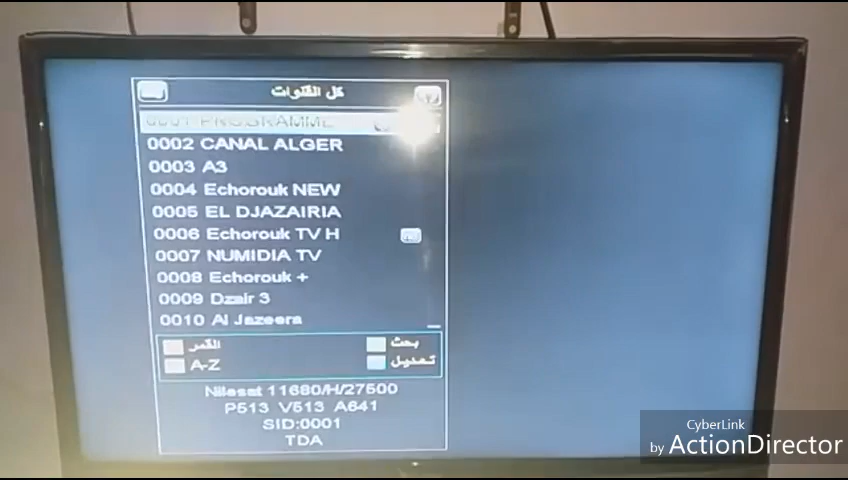 كل القنوات
0001 PROGRAMME
0002 CANAL ALGER
0003 A3
0004 Echorouk NEW
0005 EL DJAZAIRIA
0006 Echorouk TV H
0007 NUMIDIA TV
0008 Echorouk +
0009 Dzair 3
0010 Al Jazeera
القمر
بحث
A-Z
تعديل
Nilesat 11680/H/27500
P513 V513 A641
SID:0001
TDA
CyberLink
by ActionDirector